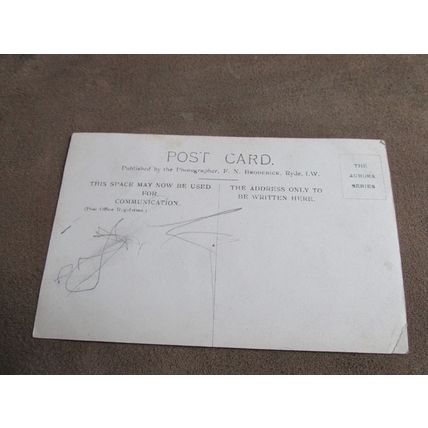 POST CARD.
Published by the Photographer, F. N. Broderick, Ryde, I.W.
THIS SPACE MAY NOW BE USED
FOR
COMMUNICATION.
(Post Office Regulation.)
THE ADDRESS ONLY TO
BE WRITTEN HERE.
THE
AURORA
SERIES